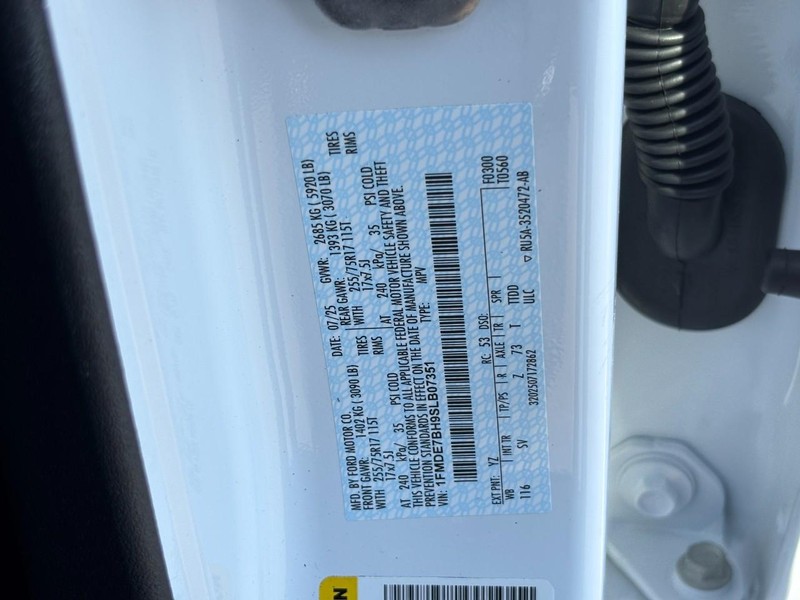 MFD. BY FORD MOTOR CO. DATE: 07/25 GVWR: 2685 KG ( 5920 LB)
FRONT GAWR: 1402 KG ( 3090 LB) REAR GAWR: 1393 KG ( 3070 LB)
WITH 255/75R17 115T TIRES WITH 255/75R17 115T TIRES
17x7.5J RIMS 17x7.5J RIMS
AT 240 kPa/ 35 PSI COLD AT 240 kPa/ 35 PSI COLD
THIS VEHICLE CONFORMS TO ALL APPLICABLE FEDERAL MOTOR VEHICLE SAFETY AND THEFT
PREVENTION STANDARDS IN EFFECT ON THE DATE OF MANUFACTURE SHOWN ABOVE.
VIN: 1FMDE7BH9SLB07351 TYPE: MPV
F0300
T0560
EXT PNT: YZ RC: 53 DSO:
WB INT TR TP/PS R AXLE TR SPR
116 SV Z 73 T TTDD
ULC
3202507172862
▽ RU5A-3520472-AB